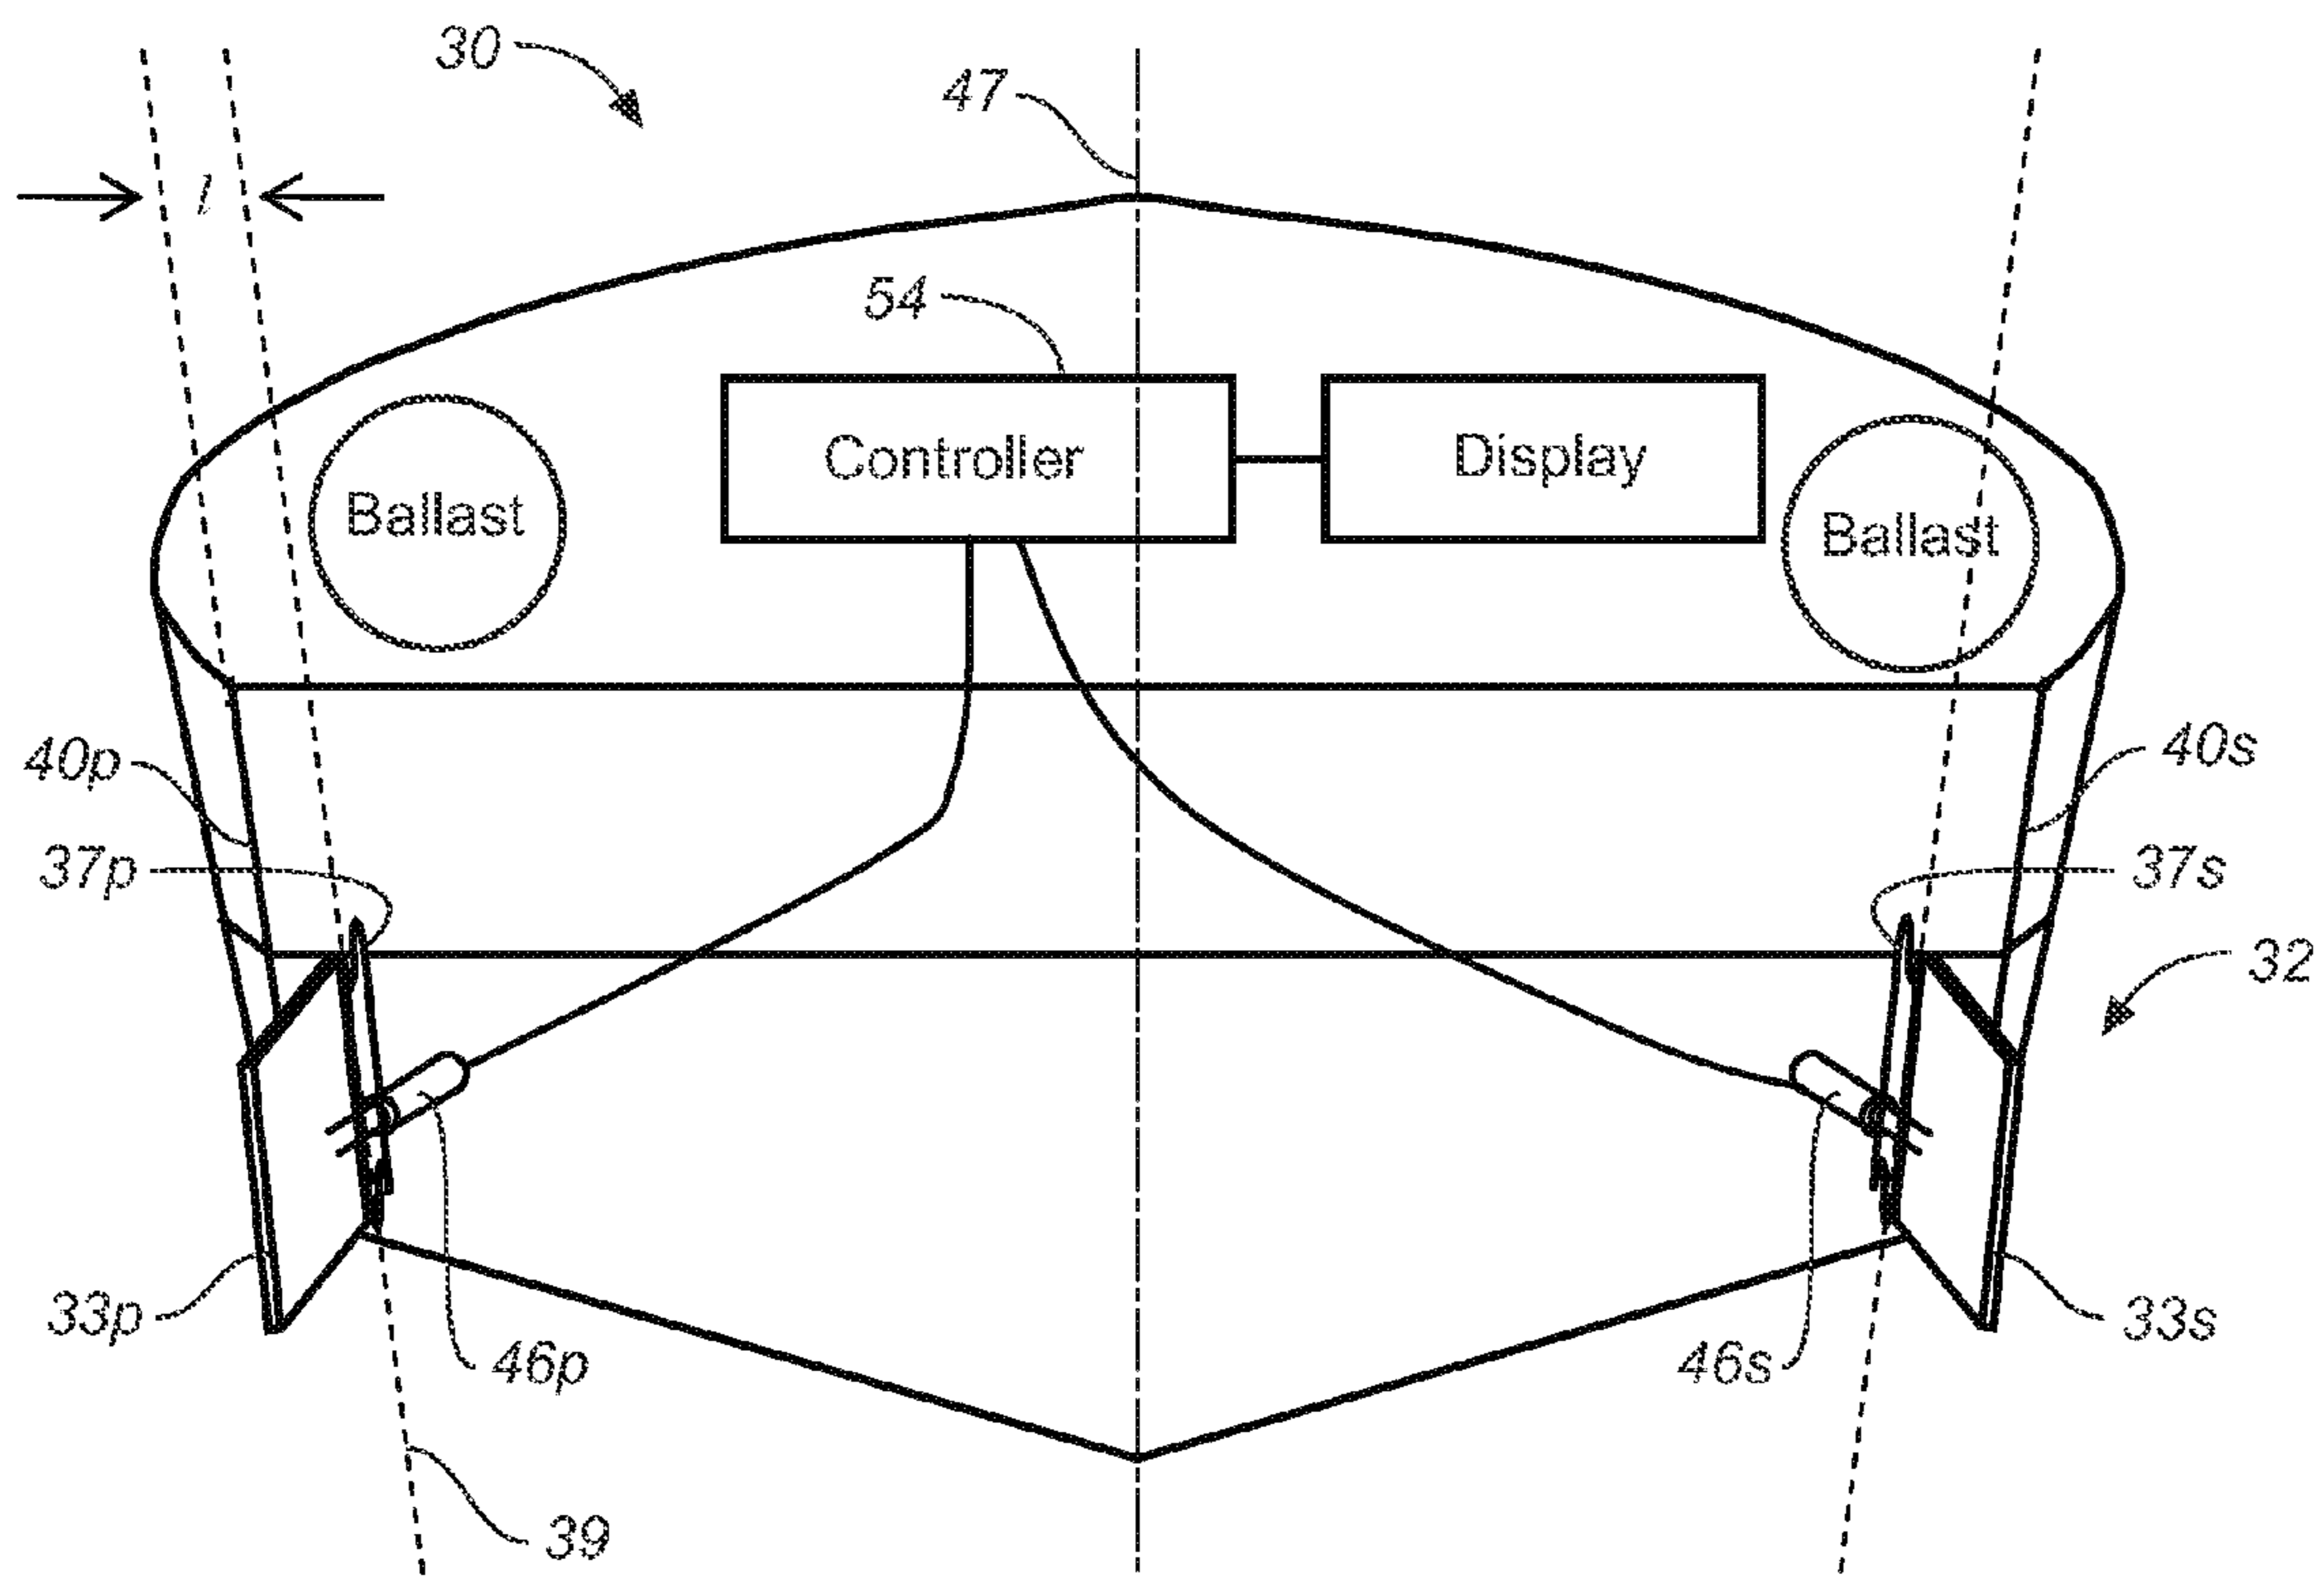 30
47
l
54
Controller
Display
Ballast
Ballast
40p
40s
37p
37s
32
33p
33s
46p
46s
39